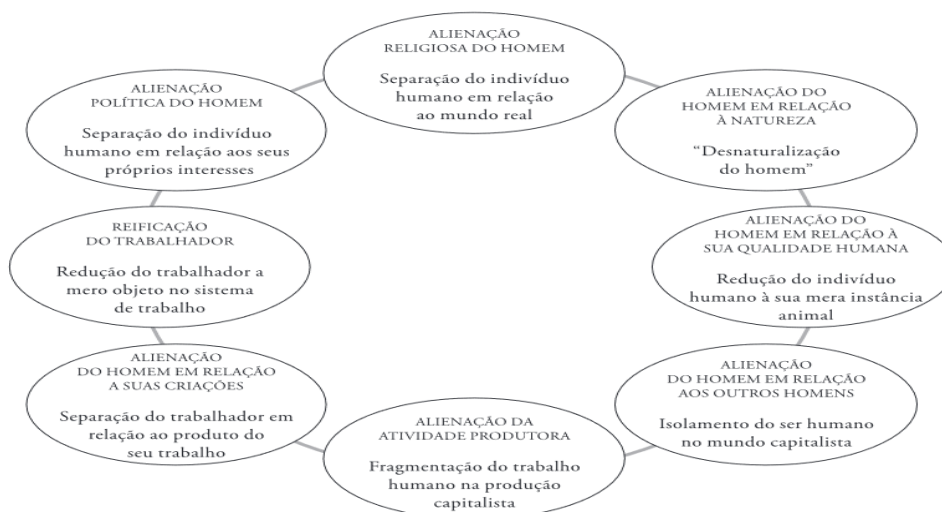 ALIENAÇÃO
RELIGIOSA DO HOMEM
Separação do indivíduo
humano em relação
ao mundo real
ALIENAÇÃO DO
HOMEM EM RELAÇÃO
À NATUREZA
“Desnaturalização
do homem”
ALIENAÇÃO DO
HOMEM EM RELAÇÃO À
SUA QUALIDADE HUMANA
Redução do indivíduo
humano à sua mera instância
animal
ALIENAÇÃO
DO HOMEM EM RELAÇÃO
AOS OUTROS HOMENS
Isolamento do ser humano
no mundo capitalista
ALIENAÇÃO DA
ATIVIDADE PRODUTORA
Fragmentação do trabalho
humano na produção
capitalista
ALIENAÇÃO
DO HOMEM EM RELAÇÃO
A SUAS CRIAÇÕES
Separação do trabalhador em
relação ao produto do
seu trabalho
REIFICAÇÃO
DO TRABALHADOR
Redução do trabalhador a
mero objeto no sistema
de trabalho
ALIENAÇÃO
POLÍTICA DO HOMEM
Separação do indivíduo
humano em relação aos seus
próprios interesses